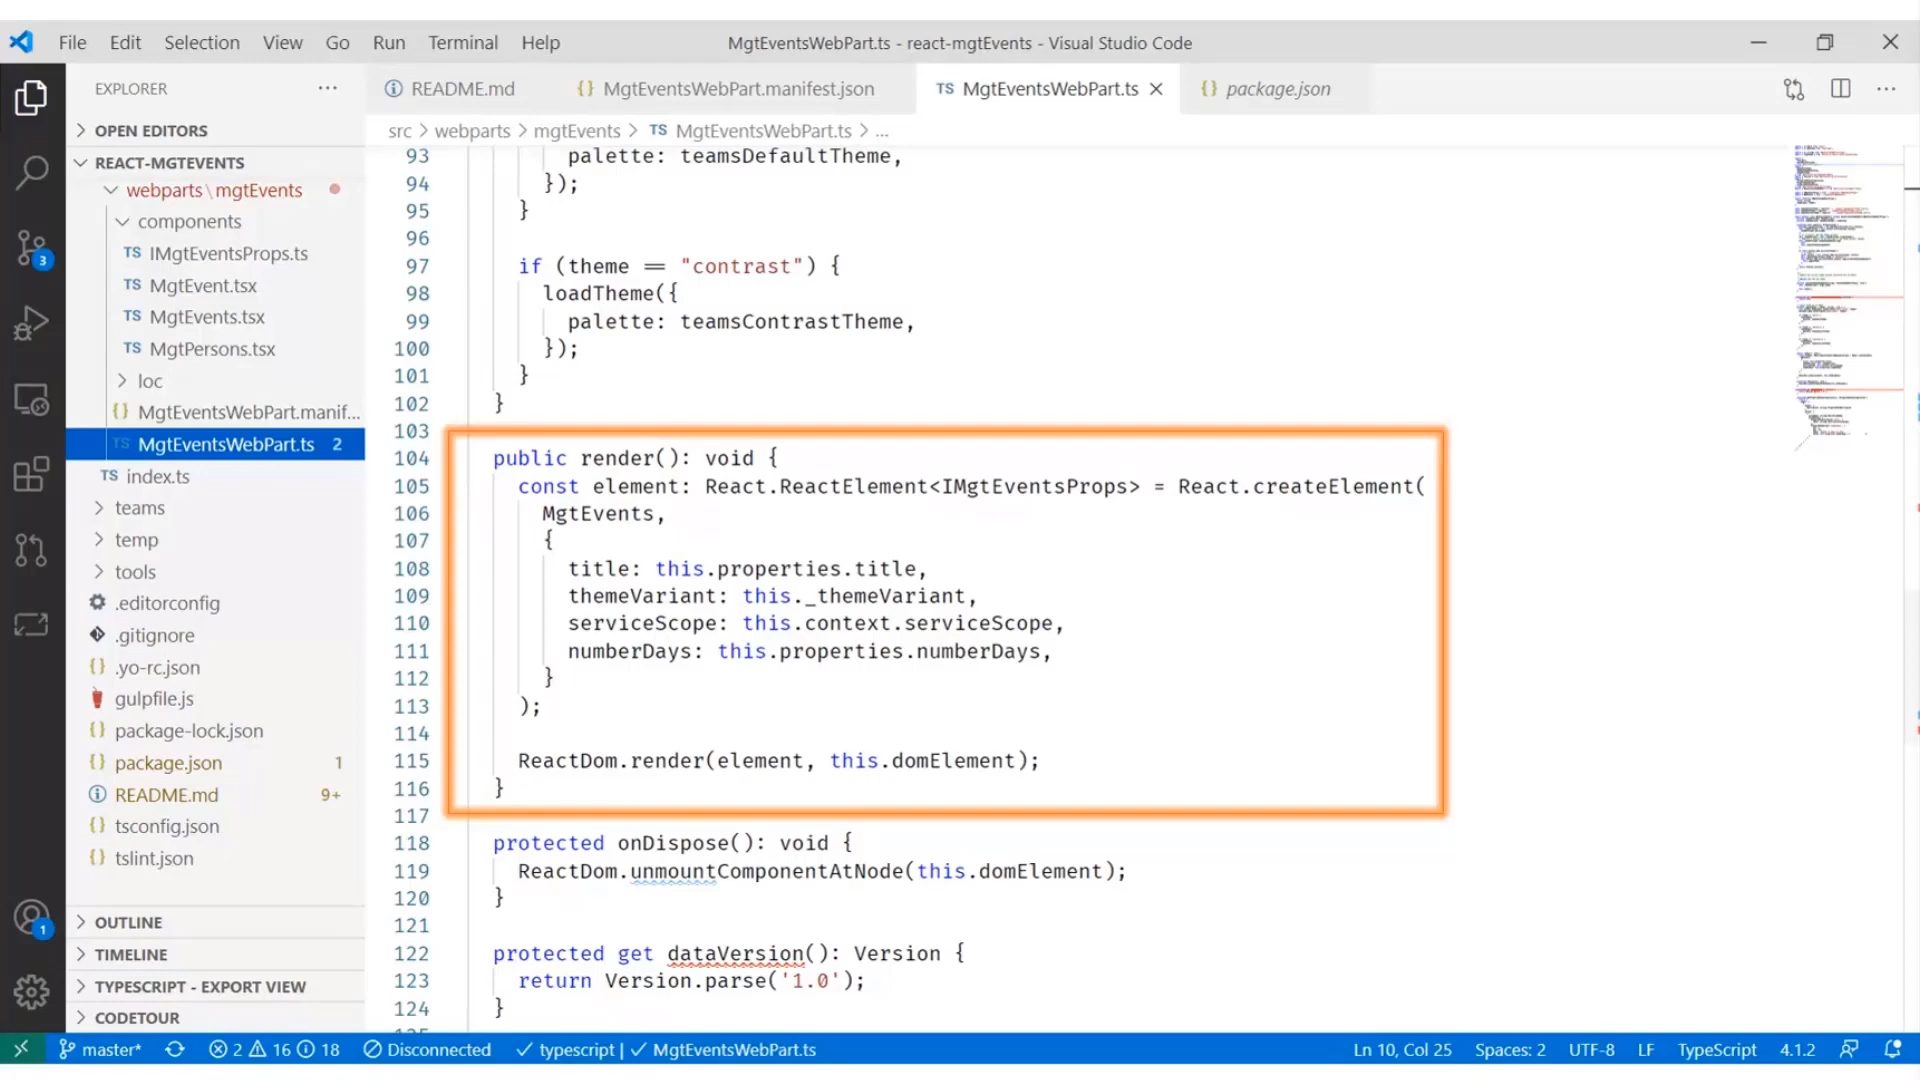 File Edit Selection View Go Run Terminal Help
MgtEventsWebPart.ts - react-mgtEvents - Visual Studio Code
EXPLORER ...
README.md
{} MgtEventsWebPart.manifest.json
TS MgtEventsWebPart.ts
{} package.json
src > webparts > mgtEvents > TS MgtEventsWebPart.ts > ...
OPEN EDITORS
REACT-MGTEVENTS
webparts\mgtEvents
components
TS IMgtEventsProps.ts
TS MgtEvent.tsx
TS MgtEvents.tsx
TS MgtPersons.tsx
loc
{} MgtEventsWebPart.manif...
TS MgtEventsWebPart.ts 2
TS index.ts
teams
temp
tools
.editorconfig
.gitignore
{} .yo-rc.json
gulpfile.js
{} package-lock.json
{} package.json 1
README.md 9+
{} tsconfig.json
{} tslint.json
OUTLINE
TIMELINE
TYPESCRIPT - EXPORT VIEW
CODETOUR
3
1
93 palette: teamsDefaultTheme,
94 });
95 }
96
97 if (theme == "contrast") {
98 loadTheme({
99 palette: teamsContrastTheme,
100 });
101 }
102 }
103
104 public render(): void {
105 const element: React.ReactElement<IMgtEventsProps> = React.createElement(
106 MgtEvents,
107 {
108 title: this.properties.title,
109 themeVariant: this._themeVariant,
110 serviceScope: this.context.serviceScope,
111 numberDays: this.properties.numberDays,
112 }
113 );
114
115 ReactDom.render(element, this.domElement);
116 }
117
118 protected onDispose(): void {
119 ReactDom.unmountComponentAtNode(this.domElement);
120 }
121
122 protected get dataVersion(): Version {
123 return Version.parse('1.0');
124 }
master* 2 16 18 Disconnected typescript | MgtEventsWebPart.ts
Ln 10, Col 25 Spaces: 2 UTF-8 LF TypeScript 4.1.2